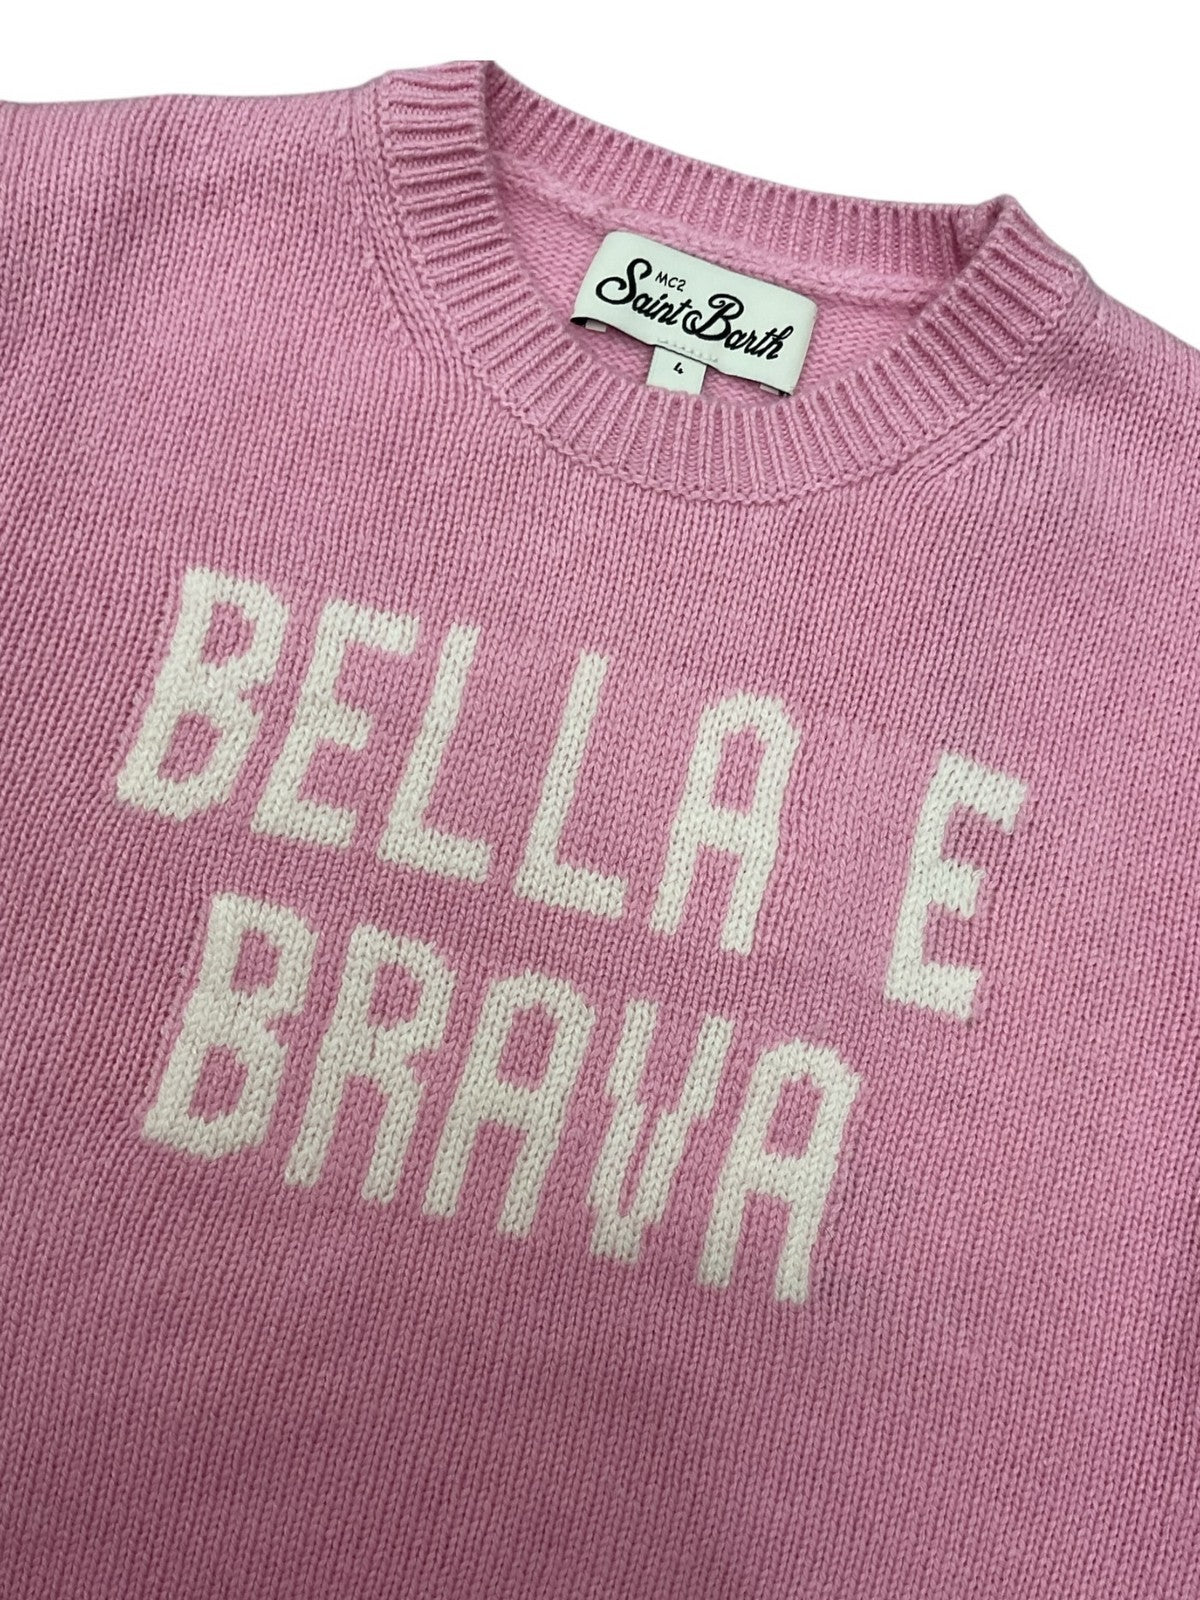 MC2
Saint Barth
4
BELLA E
BRAVA